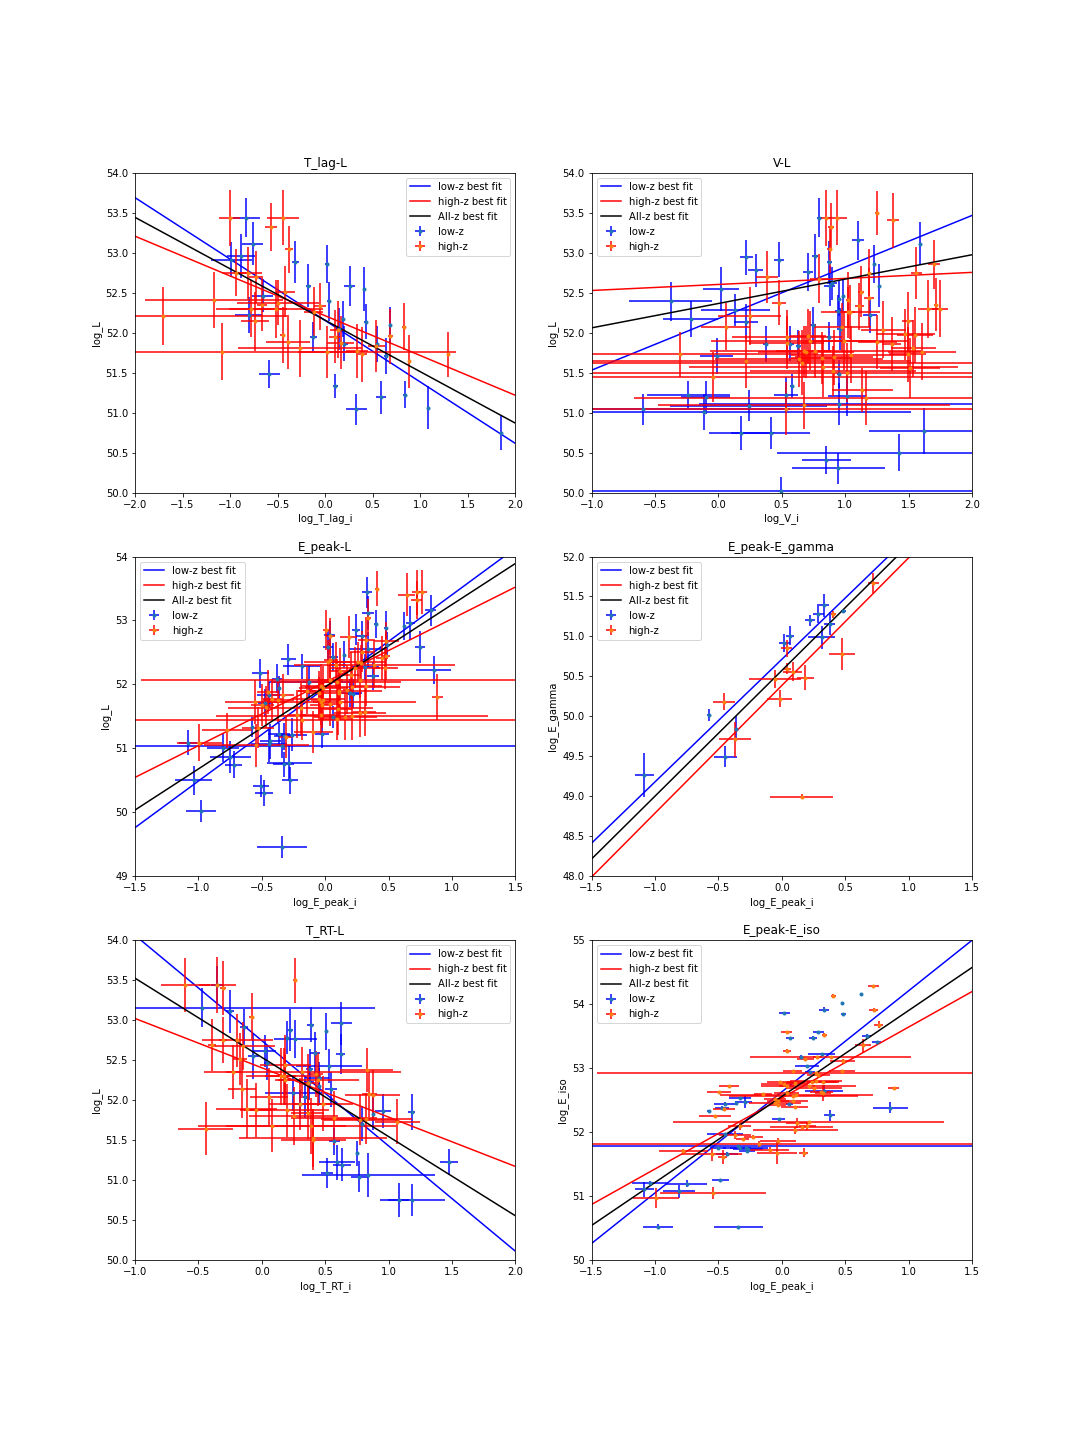 T_lag-L
54.0
53.5
53.0
52.5
52.0
51.5
51.0
50.5
50.0
log_L
−2.0 −1.5 −1.0 −0.5 0.0 0.5 1.0 1.5 2.0
log_T_lag_i
low-z best fit
high-z best fit
All-z best fit
low-z
high-z
V-L
54.0
53.5
53.0
52.5
52.0
51.5
51.0
50.5
50.0
log_L
−1.0 −0.5 0.0 0.5 1.0 1.5 2.0
log_V_i
low-z best fit
high-z best fit
All-z best fit
low-z
high-z
E_peak-L
54
53
52
51
50
49
log_L
−1.5 −1.0 −0.5 0.0 0.5 1.0 1.5
log_E_peak_i
low-z best fit
high-z best fit
All-z best fit
low-z
high-z
E_peak-E_gamma
52.0
51.5
51.0
50.5
50.0
49.5
49.0
48.5
48.0
log_E_gamma
−1.5 −1.0 −0.5 0.0 0.5 1.0 1.5
log_E_peak_i
low-z best fit
high-z best fit
All-z best fit
low-z
high-z
T_RT-L
54.0
53.5
53.0
52.5
52.0
51.5
51.0
50.5
50.0
log_L
−1.0 −0.5 0.0 0.5 1.0 1.5 2.0
log_T_RT_i
low-z best fit
high-z best fit
All-z best fit
low-z
high-z
E_peak-E_iso
55
54
53
52
51
50
log_E_iso
−1.5 −1.0 −0.5 0.0 0.5 1.0 1.5
log_E_peak_i
low-z best fit
high-z best fit
All-z best fit
low-z
high-z